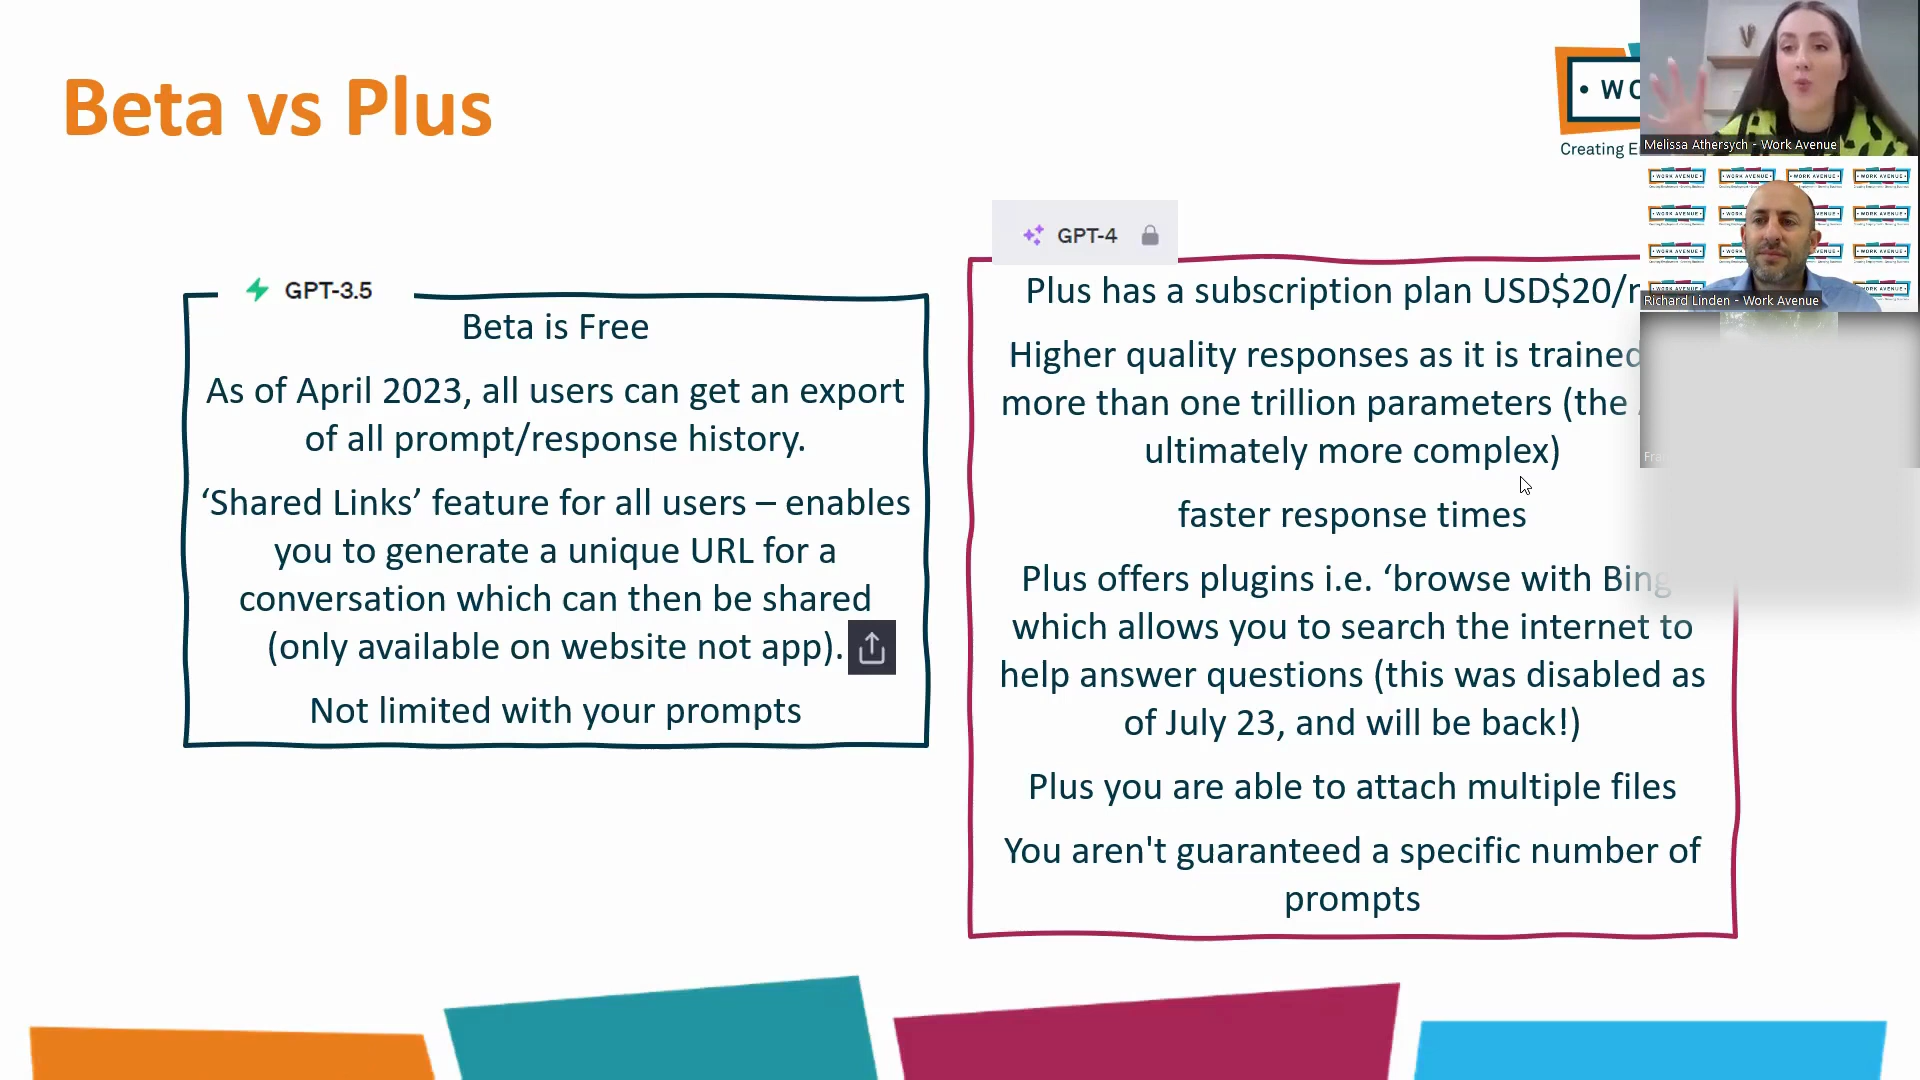 Beta vs Plus
Creating
Melissa Athersych - Work Avenue
Richard Linden - Work Avenue
GPT-3.5
Beta is Free
As of April 2023, all users can get an export
of all prompt/response history.
‘Shared Links’ feature for all users – enables
you to generate a unique URL for a
conversation which can then be shared
(only available on website not app).
Not limited with your prompts
GPT-4
Plus has a subscription plan USD$20/
Higher quality responses as it is trained
more than one trillion parameters (the
ultimately more complex)
faster response times
Plus offers plugins i.e. ‘browse with Bing
which allows you to search the internet to
help answer questions (this was disabled as
of July 23, and will be back!)
Plus you are able to attach multiple files
You aren't guaranteed a specific number of
prompts